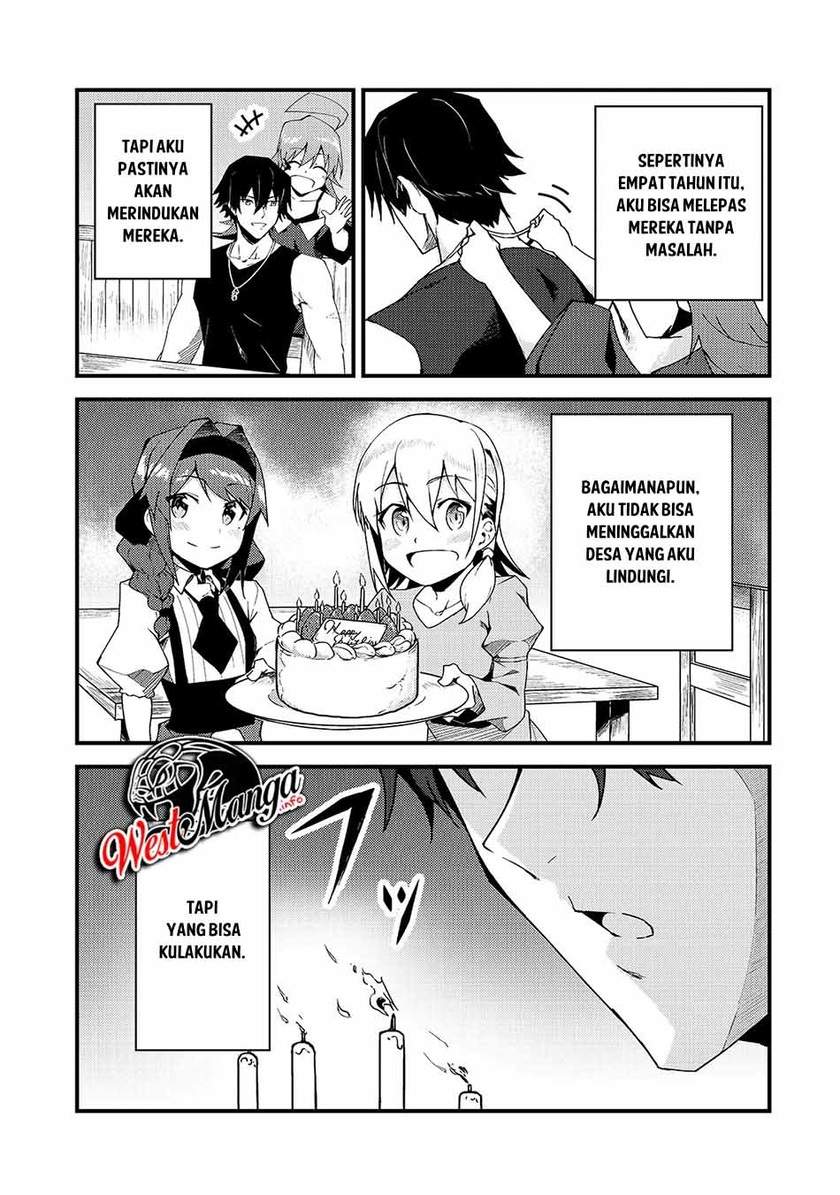 SEPERTINYA
EMPAT TAHUN ITU,
AKU BISA MELEPAS
MEREKA TANPA
MASALAH.
TAPI AKU
PASTINYA
AKAN
MERINDUKAN
MEREKA.
BAGAIMANAPUN,
AKU TIDAK BISA
MENINGGALKAN
DESA YANG AKU
LINDUNGI.
Happy
WestManga
.info
フッ
TAPI
YANG BISA
KULAKUKAN.